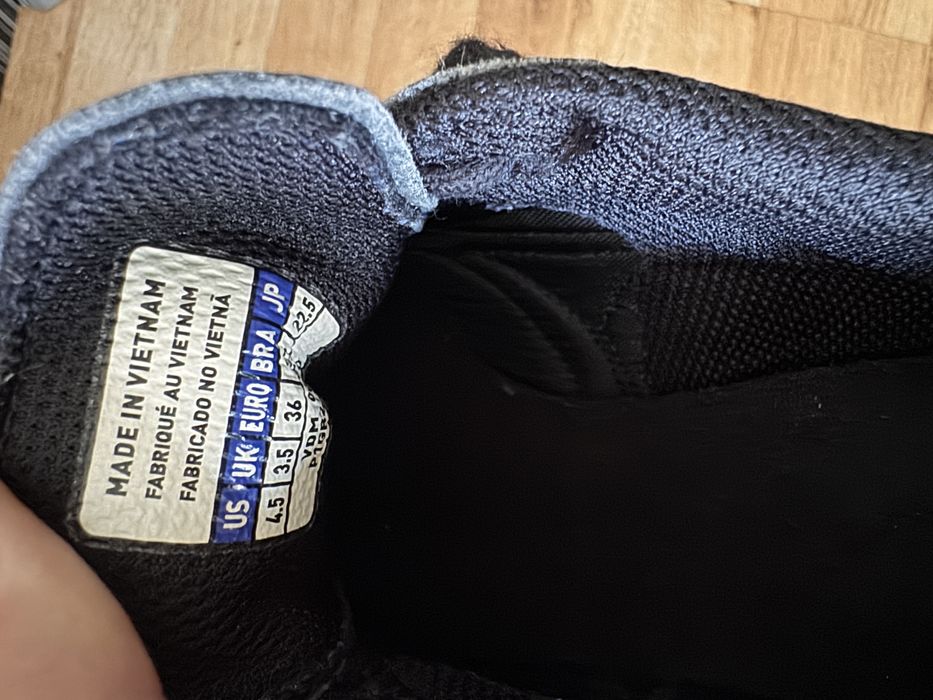 MADE IN VIETNAM
FABRIQUÉ AU VIETNAM
FABRICADO NO VIETNÃ
US UK EURO BRA JP
4.5 3.5 36 22.5
VDM